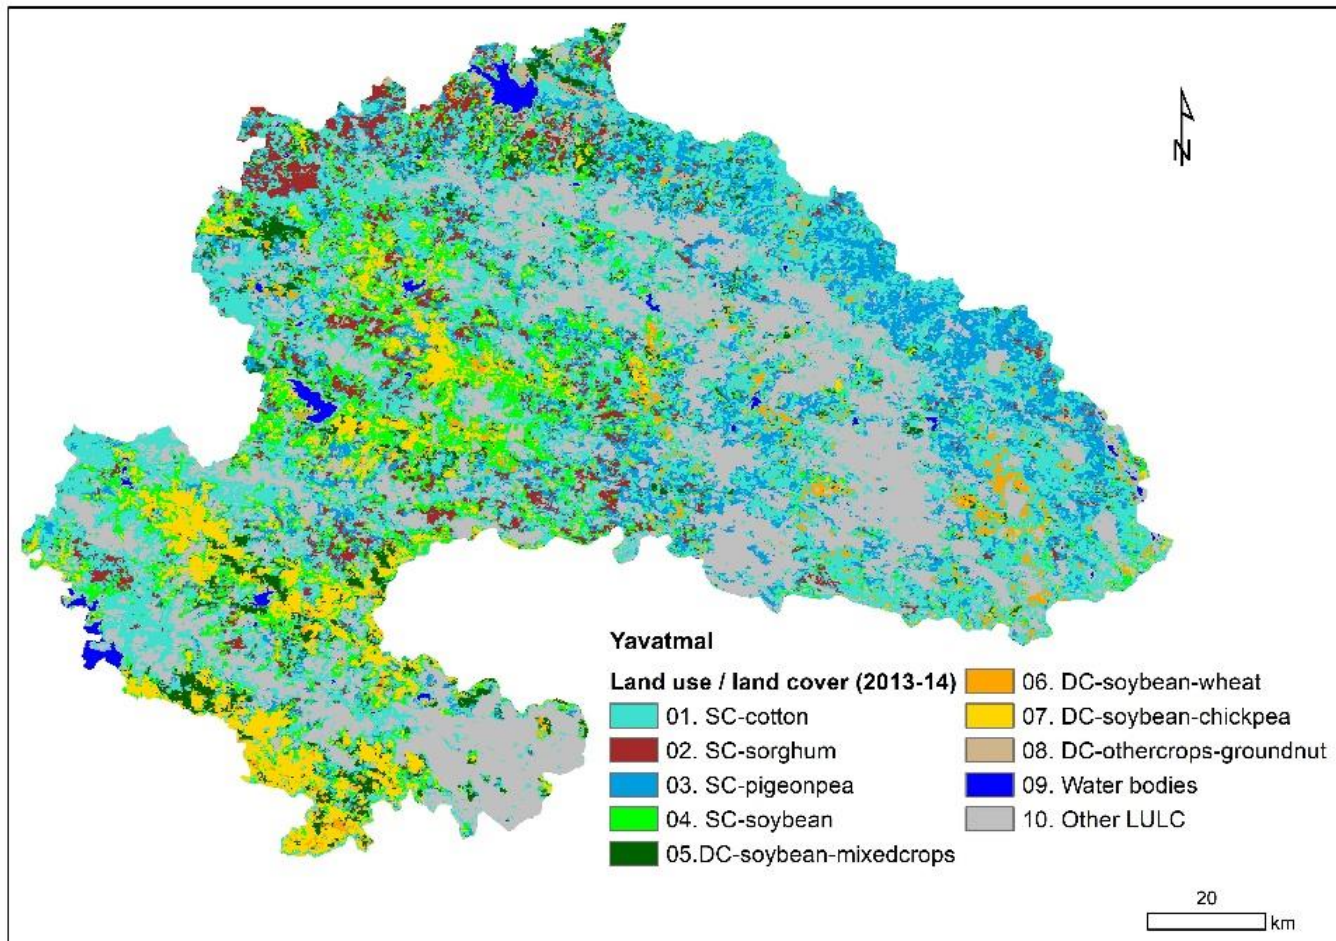 N
Yavatmal
Land use / land cover (2013-14)
01. SC-cotton
02. SC-sorghum
03. SC-pigeonpea
04. SC-soybean
05.DC-soybean-mixedcrops
06. DC-soybean-wheat
07. DC-soybean-chickpea
08. DC-othercrops-groundnut
09. Water bodies
10. Other LULC
20
km